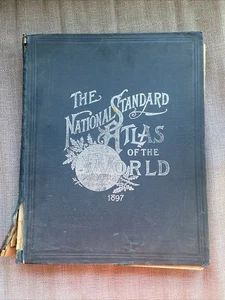 THE
NATIONAL STANDARD
ATLAS
OF THE
WORLD
1897